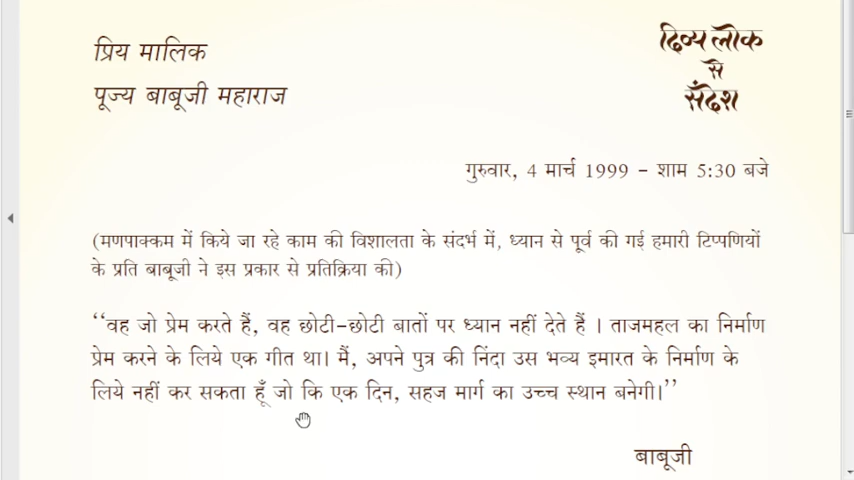 प्रिय मालिक
पूज्य बाबूजी महाराज
दिव्य लोक
से
सँदेश
गुरुवार, 4 मार्च 1999 - शाम 5:30 बजे
(मणपाक्कम में किये जा रहे काम की विशालता के संदर्भ में, ध्यान से पूर्व की गई हमारी टिप्पणियों
के प्रति बाबूजी ने इस प्रकार से प्रतिक्रिया की)
“वह जो प्रेम करते हैं, वह छोटी-छोटी बातों पर ध्यान नहीं देते हैं । ताजमहल का निर्माण
प्रेम करने के लिये एक गीत था। मैं, अपने पुत्र की निंदा उस भव्य इमारत के निर्माण के
लिये नहीं कर सकता हूँ जो कि एक दिन, सहज मार्ग का उच्च स्थान बनेगी।”
बाबूजी